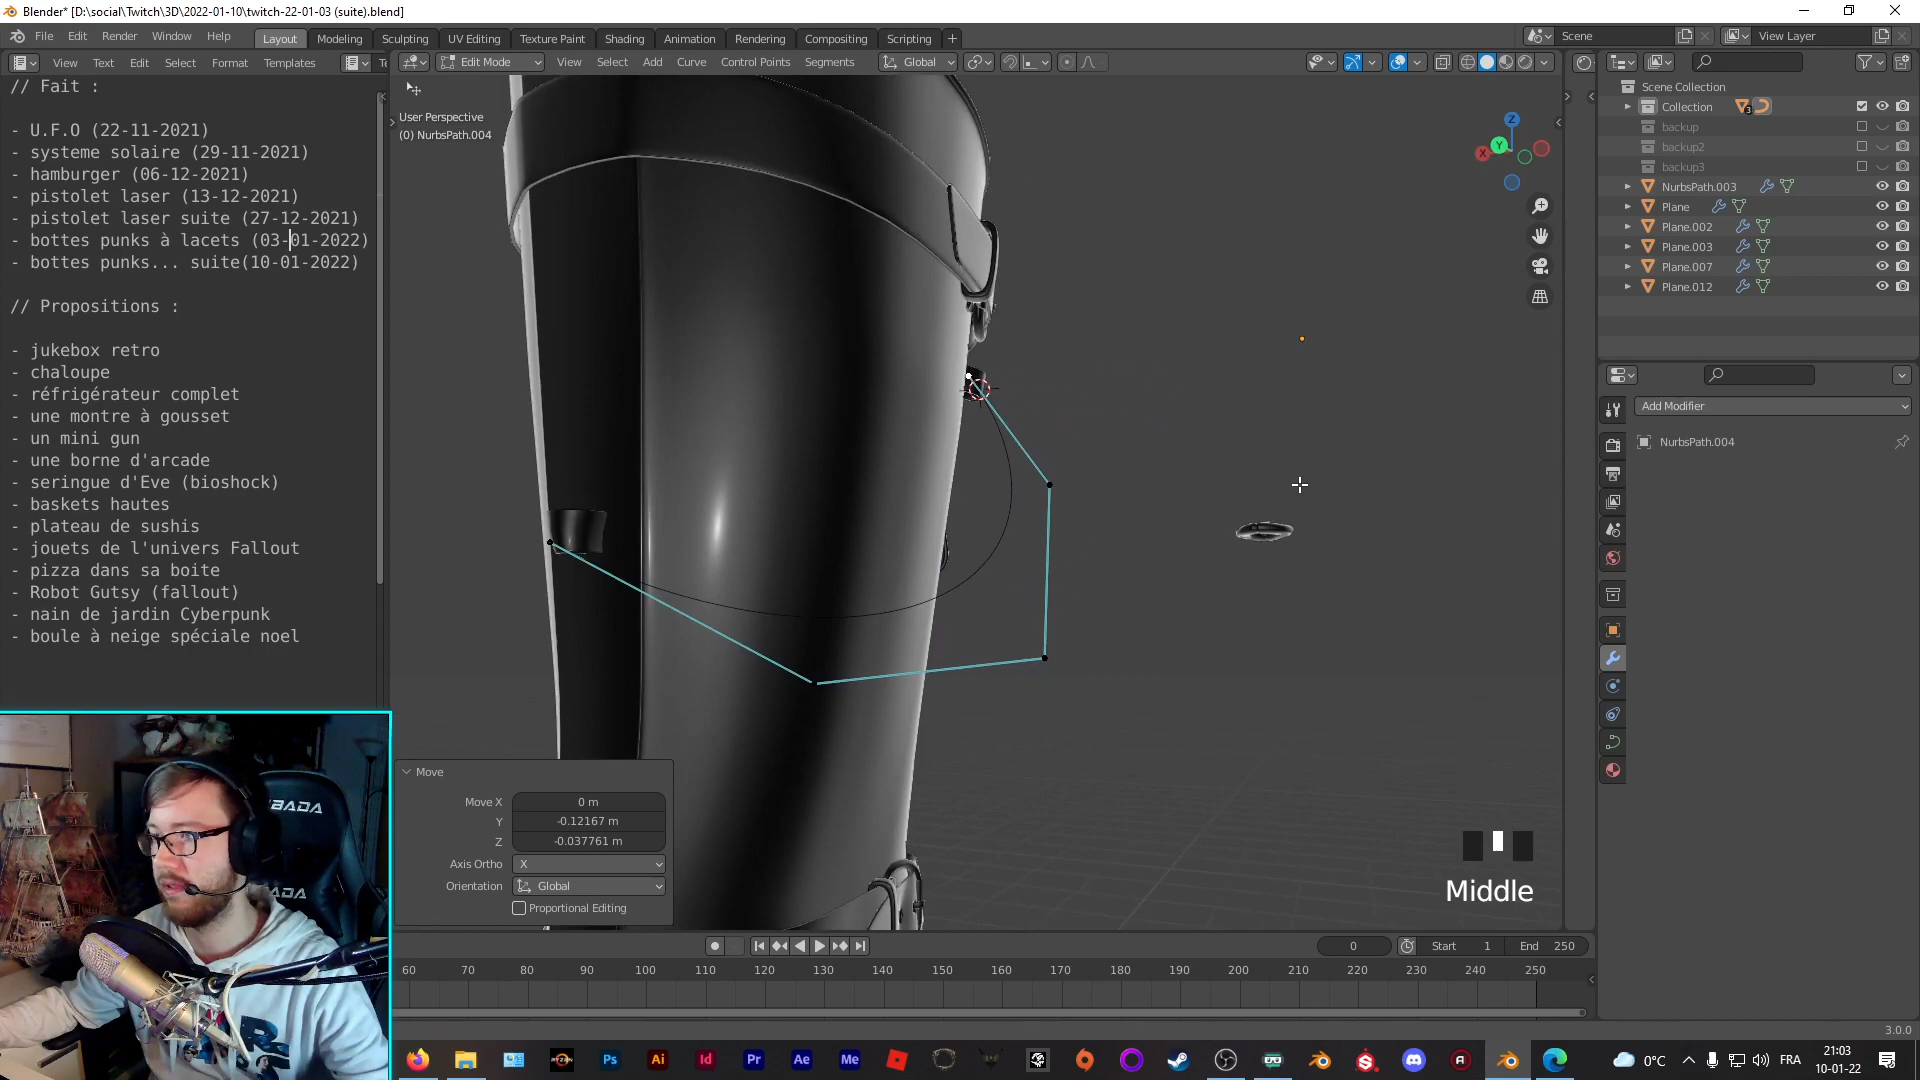 Blender* [D:\social\Twitch\3D\2022-01-10\twitch-22-01-03 (suite).blend]
File Edit Render Window Help
Layout Modeling Sculpting UV Editing Texture Paint Shading Animation Rendering Compositing Scripting
Scene
View Layer
View Text Edit Select Format Templates
Edit Mode View Select Add Curve Control Points Segments Global
// Fait :
- U.F.O (22-11-2021)
- systeme solaire (29-11-2021)
- hamburger (06-12-2021)
- pistolet laser (13-12-2021)
- pistolet laser suite (27-12-2021)
- bottes punks à lacets (03-01-2022)
- bottes punks... suite(10-01-2022)
// Propositions :
- jukebox retro
- chaloupe
- réfrigérateur complet
- une montre à gousset
- un mini gun
- une borne d'arcade
- seringue d'Eve (bioshock)
- baskets hautes
- plateau de sushis
- jouets de l'univers Fallout
- pizza dans sa boite
- Robot Gutsy (fallout)
- nain de jardin Cyberpunk
- boule à neige spéciale noel
User Perspective
(0) NurbsPath.004
Z
Y
X
Scene Collection
Collection
3
backup
backup2
backup3
NurbsPath.003
Plane
Plane.002
Plane.003
Plane.007
Plane.012
Add Modifier
NurbsPath.004
Move
Move X 0 m
Y -0.12167 m
Z -0.037761 m
Axis Ortho X
Orientation Global
Proportional Editing
Middle
0 Start 1 End 250
60 70 80 90 100 110 120 130 140 150 160 170 180 190 200 210 220 230 240 250
3.0.0
RYZEN Ps Ai Id Pr Ae Me
0°C FRA 21:03
10-01-22